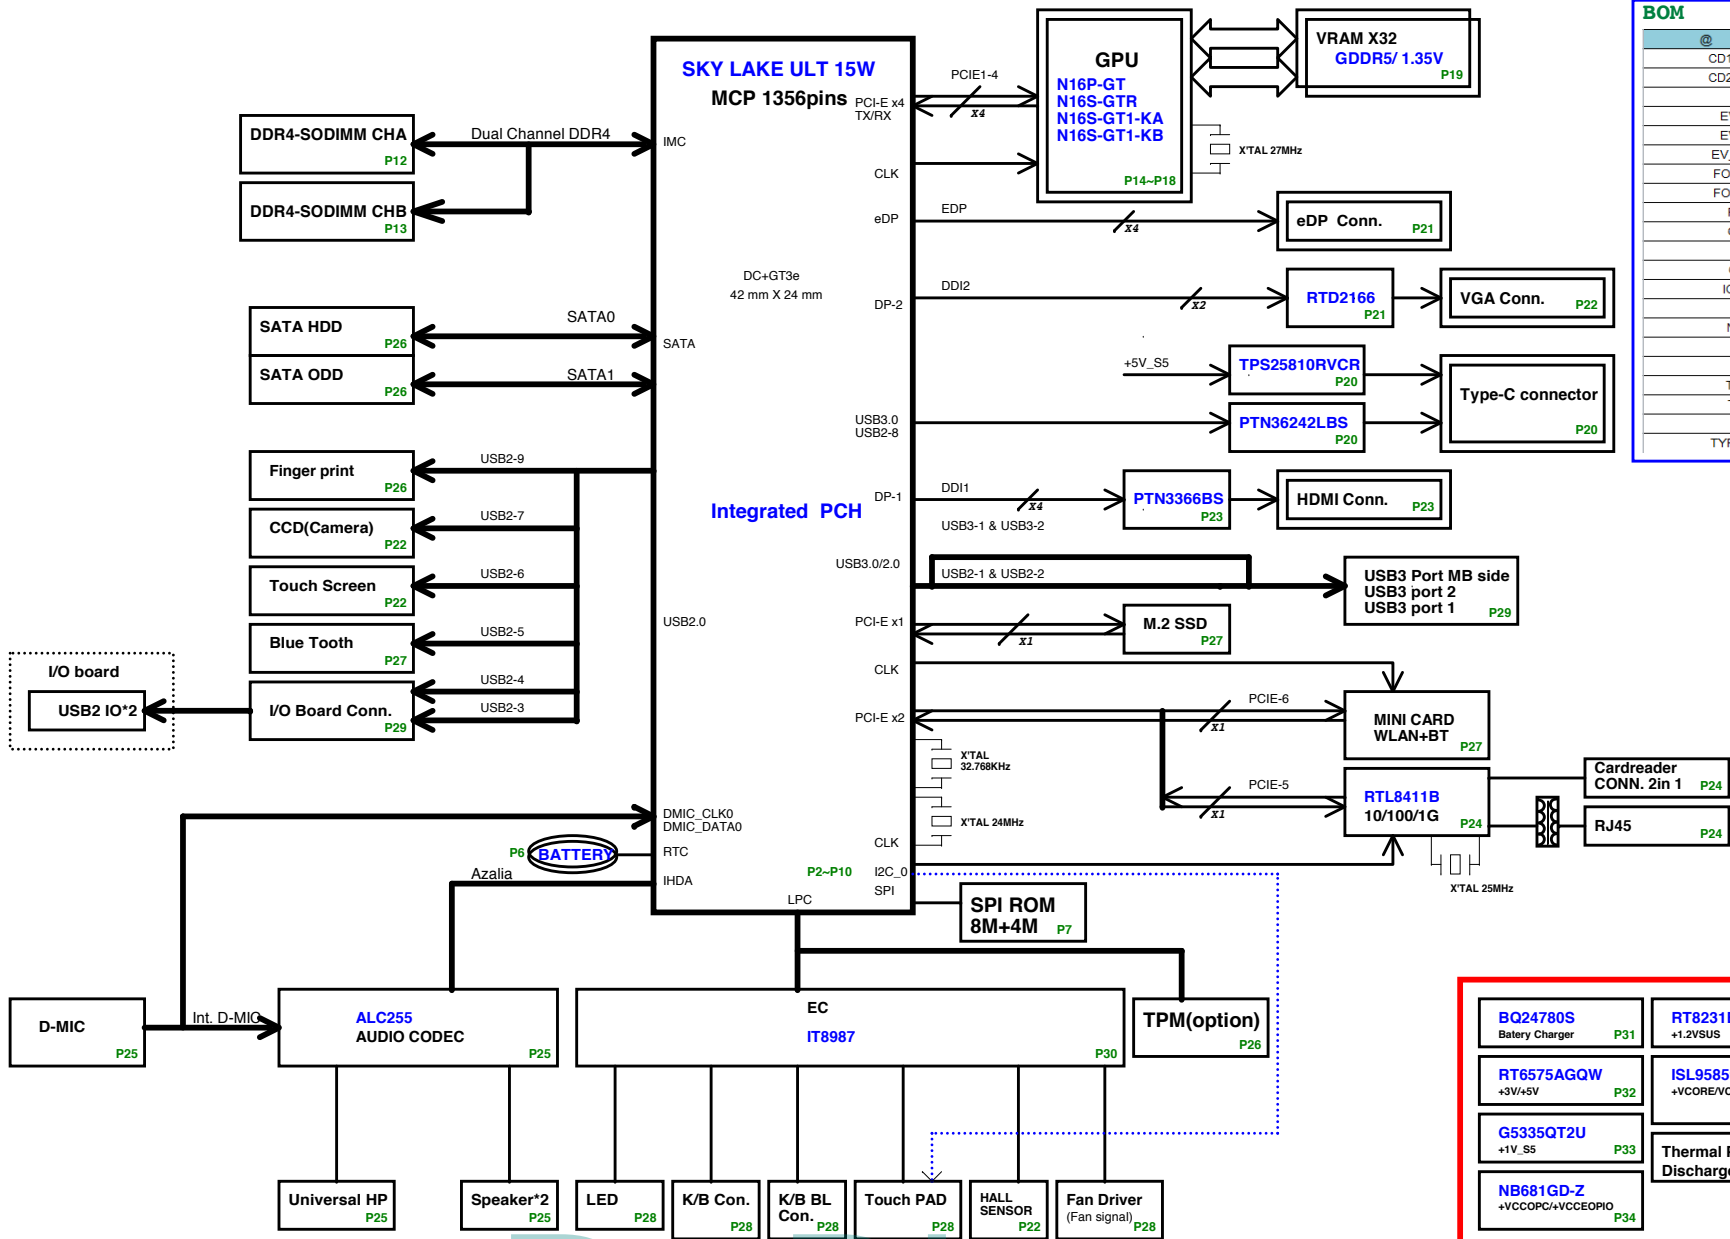 BOM
@
SKY LAKE ULT 15W
MCP 1356pins
PCI-E x4
TX/RX
PCIE1-4
X4
GPU
N16P-GT
N16S-GTR
N16S-GT1-KA
N16S-GT1-KB
P14~P18
VRAM X32
GDDR5/ 1.35V
P19
X'TAL 27MHz
DDR4-SODIMM CHA
P12
Dual Channel DDR4
IMC
CLK
DDR4-SODIMM CHB
P13
eDP
EDP
X4
eDP Conn.
P21
DC+GT3e
42 mm X 24 mm
DP-2
DDI2
X2
RTD2166
P21
VGA Conn.
P22
SATA HDD
P26
SATA0
SATA
SATA ODD
P26
SATA1
+5V_S5
TPS25810RVCR
P20
Type-C connector
P20
USB3.0
USB2-8
PTN36242LBS
P20
Finger print
P26
USB2-9
DP-1
DDI1
X4
PTN3366BS
P23
HDMI Conn.
P23
Integrated PCH
CCD(Camera)
P22
USB2-7
USB3-1 & USB3-2
USB3.0/2.0
USB2-1 & USB2-2
USB3 Port MB side
USB3 port 2
USB3 port 1
P29
Touch Screen
P22
USB2-6
USB2.0
PCI-E x1
X1
M.2 SSD
P27
Blue Tooth
P27
USB2-5
CLK
I/O board
USB2 IO*2
I/O Board Conn.
P29
USB2-4
USB2-3
PCI-E x2
PCIE-6
X1
MINI CARD
WLAN+BT
P27
X'TAL
32.768KHz
PCIE-5
X1
RTL8411B
10/100/1G
P24
Cardreader
CONN. 2in 1
P24
RJ45
P24
X'TAL 24MHz
X'TAL 25MHz
DMIC_CLK0
DMIC_DATA0
CLK
P6
BATTERY
RTC
Azalia
IHDA
P2~P10
I2C_0
SPI
LPC
SPI ROM
8M+4M
P7
D-MIC
P25
Int. D-MIC
ALC255
AUDIO CODEC
P25
EC
IT8987
P30
TPM(option)
P26
Universal HP
P25
Speaker*2
P25
LED
P28
K/B Con.
P28
K/B BL
Con.
P28
Touch PAD
P28
HALL
SENSOR
P22
Fan Driver
(Fan signal)
P28
BQ24780S
Batery Charger
P31
+1.2VSUS
RT6575AGQW
+3V/+5V
P32
G5335QT2U
+1V_S5
P33
Thermal
NB681GD-Z
+VCCOPC/+VCCEOPIO
P34